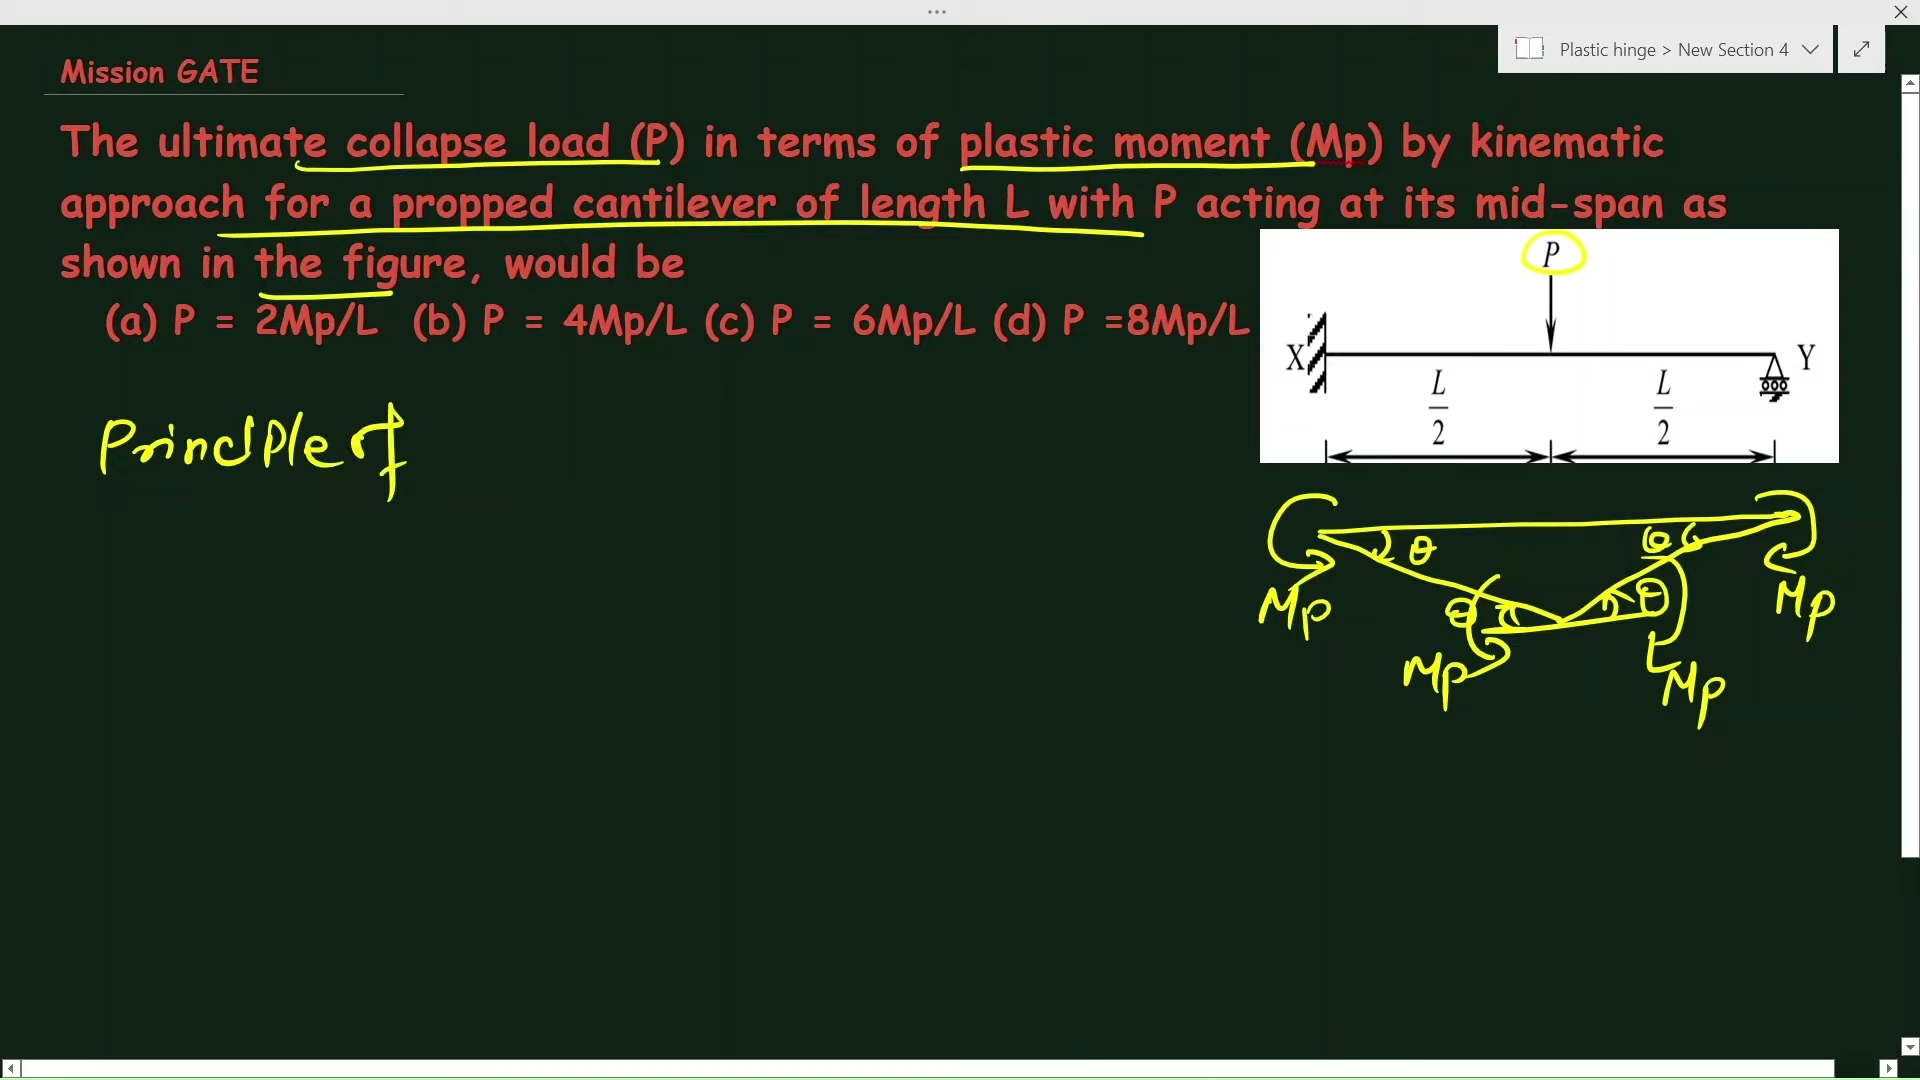 Plastic hinge > New Section 4
Mission GATE
The ultimate collapse load (P) in terms of plastic moment (Mp) by kinematic
approach for a propped cantilever of length L with P acting at its mid-span as
shown in the figure, would be
(a) P = 2Mp/L (b) P = 4Mp/L (c) P = 6Mp/L (d) P =8Mp/L
P
X
Y
L/2 L/2
Principle of
θ θ
θ θ
Mp Mp
Mp Mp